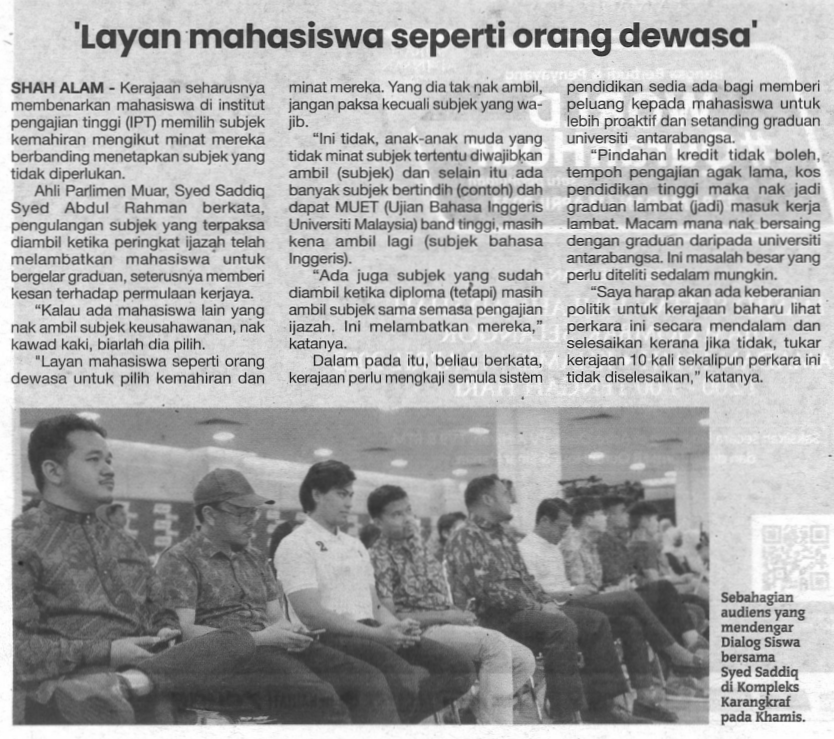 'Layan mahasiswa seperti orang dewasa'
SHAH ALAM - Kerajaan seharusnya
membenarkan mahasiswa di institut
pengajian tinggi (IPT) memilih subjek
kemahiran mengikut minat mereka
berbanding menetapkan subjek yang
tidak diperlukan.
Ahli Parlimen Muar, Syed Saddiq
Syed Abdul Rahman berkata,
pengulangan subjek yang terpaksa
diambil ketika peringkat ijazah telah
melambatkan mahasiswa untuk
bergelar graduan, seterusnya memberi
kesan terhadap permulaan kerjaya.
"Kalau ada mahasiswa lain yang
nak ambil subjek keusahawanan, nak
kawad kaki, biarlah dia pilih.
"Layan mahasiswa seperti orang
dewasa untuk pilih kemahiran dan
minat mereka. Yang dia tak nak ambil,
jangan paksa kecuali subjek yang wa-
jib.
"Ini tidak, anak-anak muda yang
tidak minat subjek tertentu diwajibkan
ambil (subjek) dan selain itu ada
banyak subjek bertindih (contoh) dah
dapat MUET (Ujian Bahasa Inggeris
Universiti Malaysia) band tinggi, masih
kena ambil lagi (subjek bahasa
Inggeris).
"Ada juga subjek yang sudah
diambil ketika diploma (tetapi) masih
ambil subjek sama semasa pengajian
ijazah. Ini melambatkan mereka,"
katanya.
Dalam pada itu, beliau berkata,
kerajaan perlu mengkaji semula sistem
pendidikan sedia ada bagi memberi
peluang kepada mahasiswa untuk
lebih proaktif dan setanding graduan
universiti antarabangsa.
"Pindahan kredit tidak boleh,
tempoh pengajian agak lama, kos
pendidikan tinggi maka nak jadi
graduan lambat (jadi) masuk kerja
lambat. Macam mana nak bersaing
dengan graduan daripada universiti
antarabangsa. Ini masalah besar yang
perlu diteliti sedalam mungkin.
"Saya harap akan ada keberanian
politik untuk kerajaan baharu lihat
perkara ini secara mendalam dan
selesaikan kerana jika tidak, tukar
kerajaan 10 kali sekalipun perkara ini
tidak diselesaikan," katanya.
Sebahagian
audiens yang
mendengar
Dialog Siswa
bersama
Syed Saddiq
di Kompleks
Karangkraf
pada Khamis.